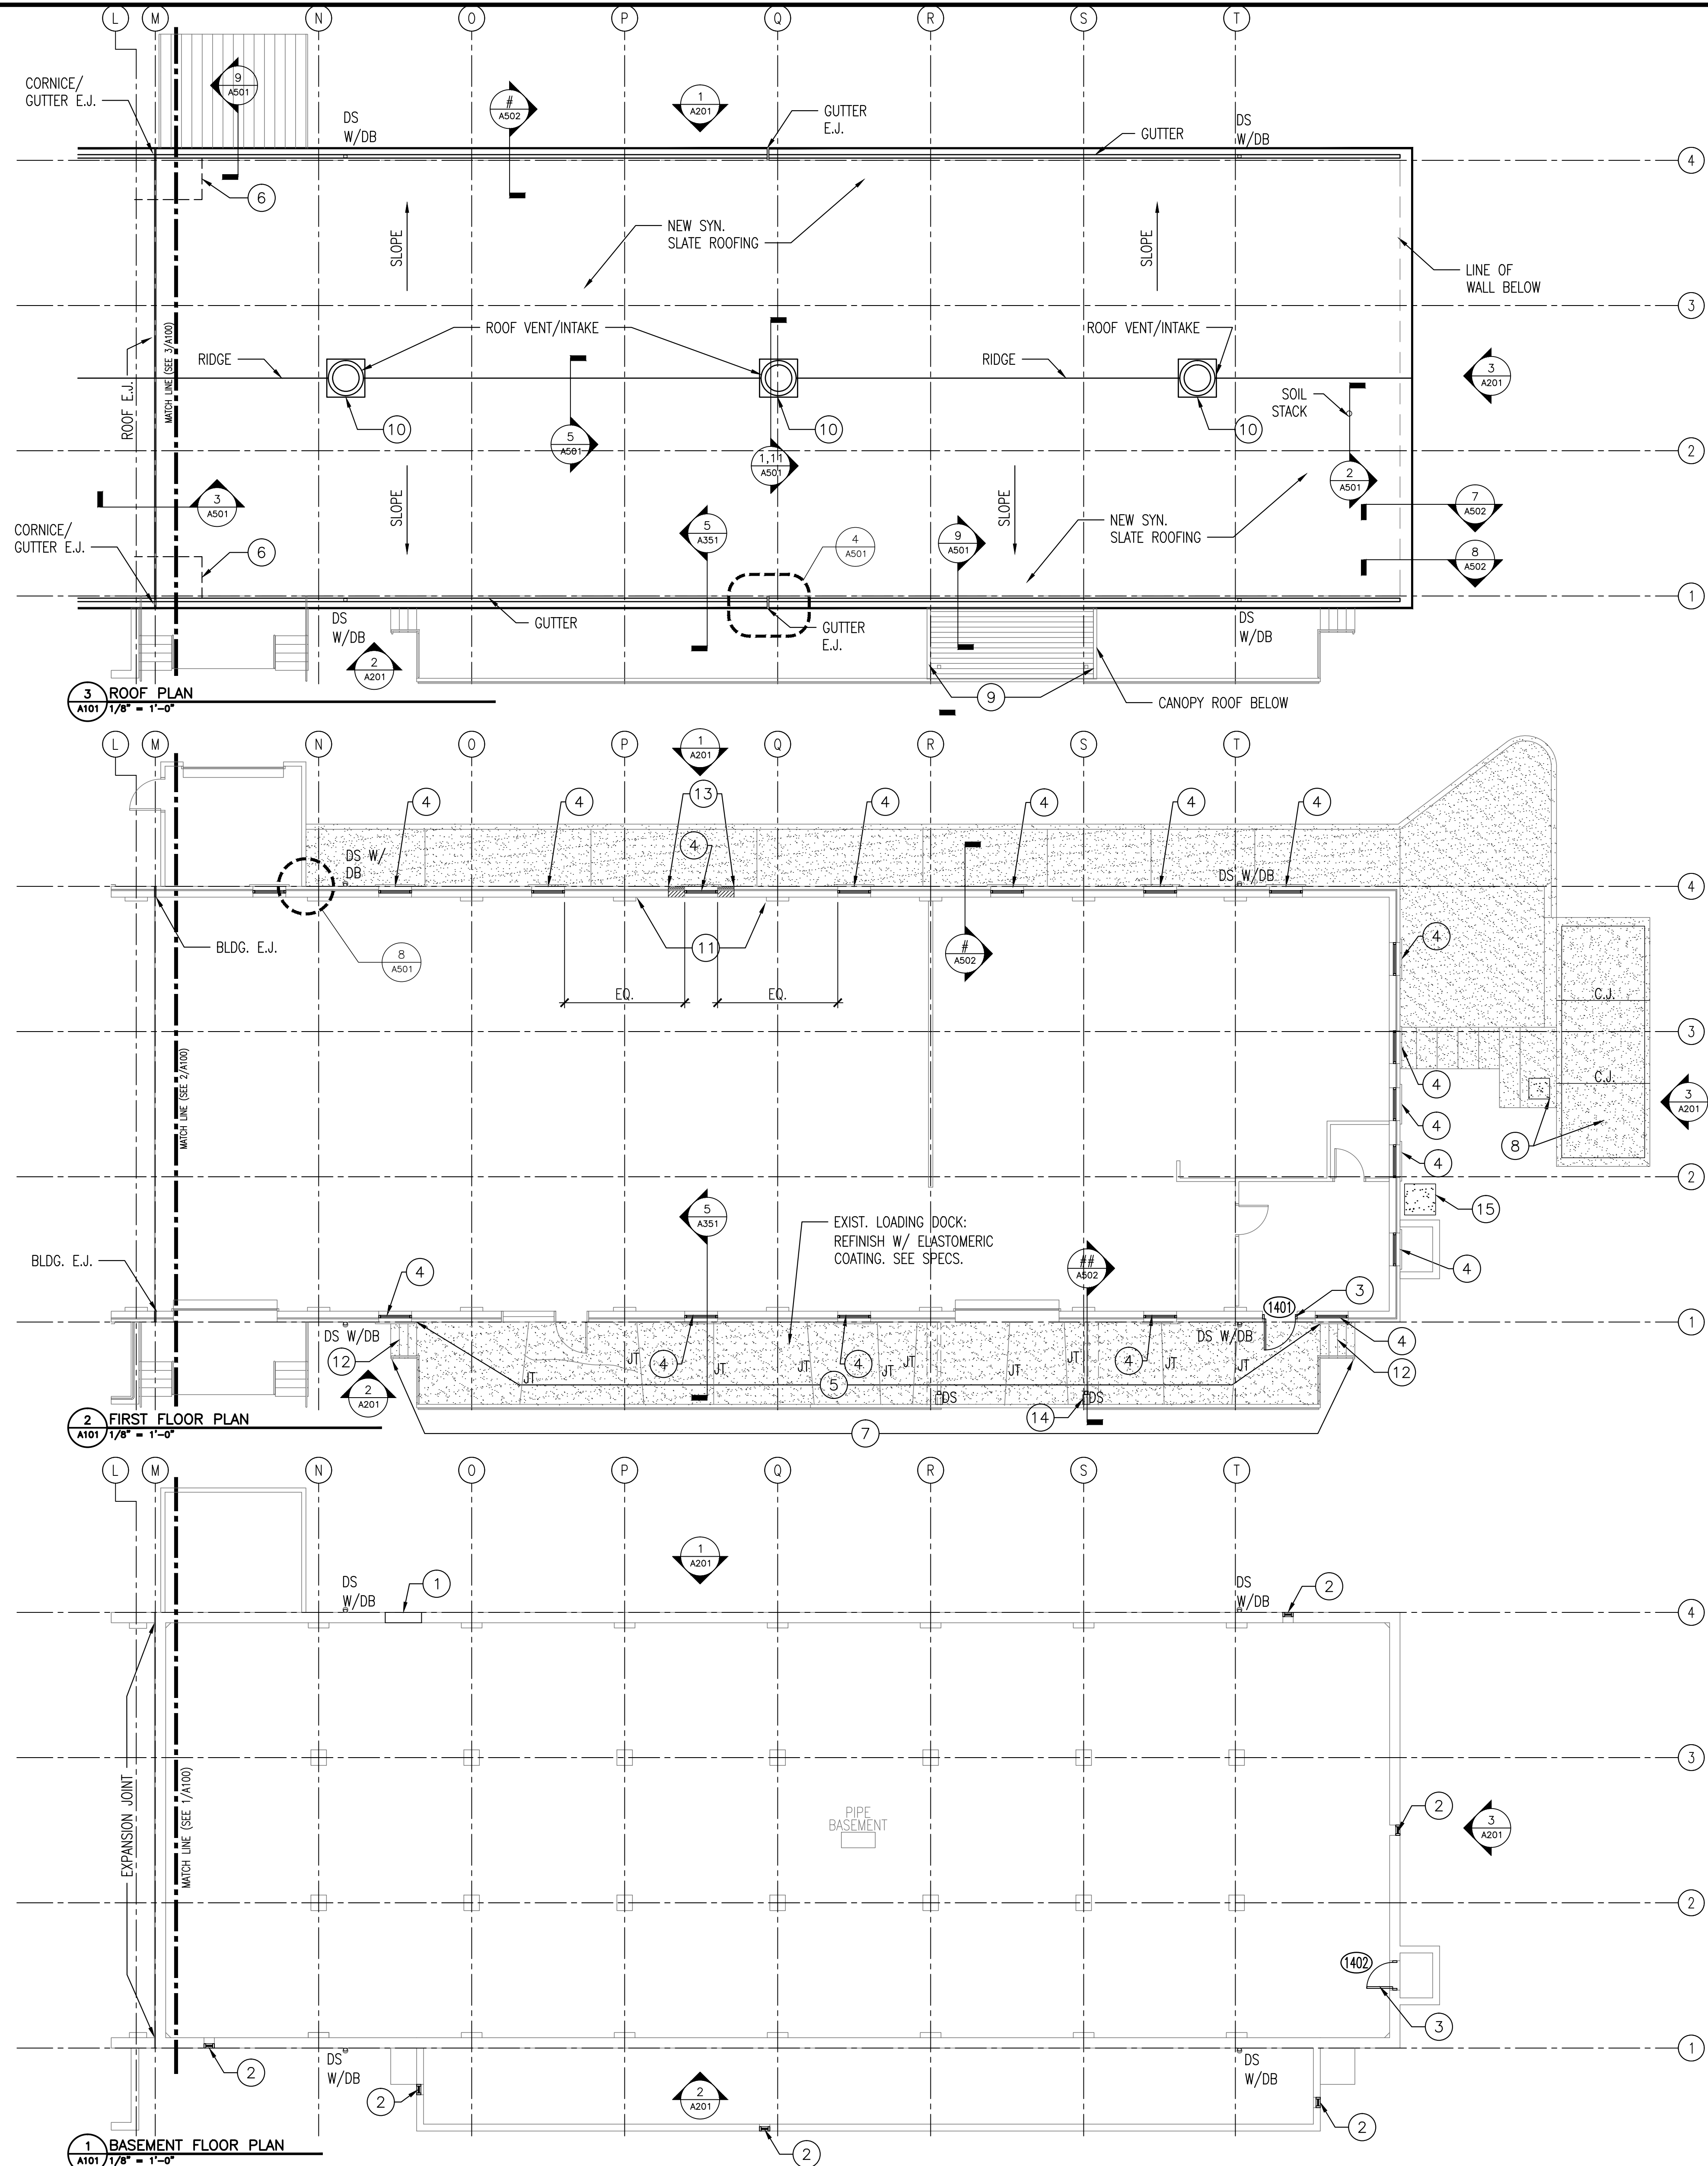 L M N O P Q R S T
CORNICE/
GUTTER E.J.
9
A501
#
A502
1
A201
DS
W/DB
GUTTER
E.J.
GUTTER
DS
W/DB
4
6
SLOPE
NEW SYN.
SLATE ROOFING
SLOPE
LINE OF
WALL BELOW
3
ROOF E.J.
MATCH LINE (SEE 3/A100)
RIDGE
ROOF VENT/INTAKE
RIDGE
ROOF VENT/INTAKE
3
A201
10
10
10
SOIL
STACK
5
A501
1,11
A501
2
A501
2
3
A501
SLOPE
5
A351
4
A501
9
A501
SLOPE
NEW SYN.
SLATE ROOFING
7
A502
CORNICE/
GUTTER E.J.
6
8
A502
1
DS
W/DB
GUTTER
GUTTER
E.J.
DS
W/DB
2
A201
9
CANOPY ROOF BELOW
3
A101
ROOF PLAN
1/8" = 1'-0"
L M N O P Q R S T
1
A201
4
4
13
4
4
4
4
4
DS W/
DB
DS W/DB
4
BLDG. E.J.
8
A501
11
#
A502
4
EQ.
EQ.
C.J.
3
MATCH LINE (SEE 2/A100)
4
C.J.
3
A201
4
8
4
2
15
5
A351
EXIST. LOADING DOCK:
REFINISH W/ ELASTOMERIC
COATING. SEE SPECS.
BLDG. E.J.
4
##
A502
4
1401
3
1
DS W/DB
DS W/DB
4
12
JT
4
JT
JT
4
JT
JT
JT
JT
JT
4
JT
JT
12
5
2
A201
DS
14
DS
7
2
A101
FIRST FLOOR PLAN
1/8" = 1'-0"
L M N O P Q R S T
1
A201
DS
W/DB
1
DS
W/DB
2
4
3
EXPANSION JOINT
MATCH LINE (SEE 1/A100)
PIPE
BASEMENT
2
3
A201
2
1402
3
1
2
DS
W/DB
2
2
A201
DS
W/DB
2
2
1
A101
BASEMENT FLOOR PLAN
1/8" = 1'-0"